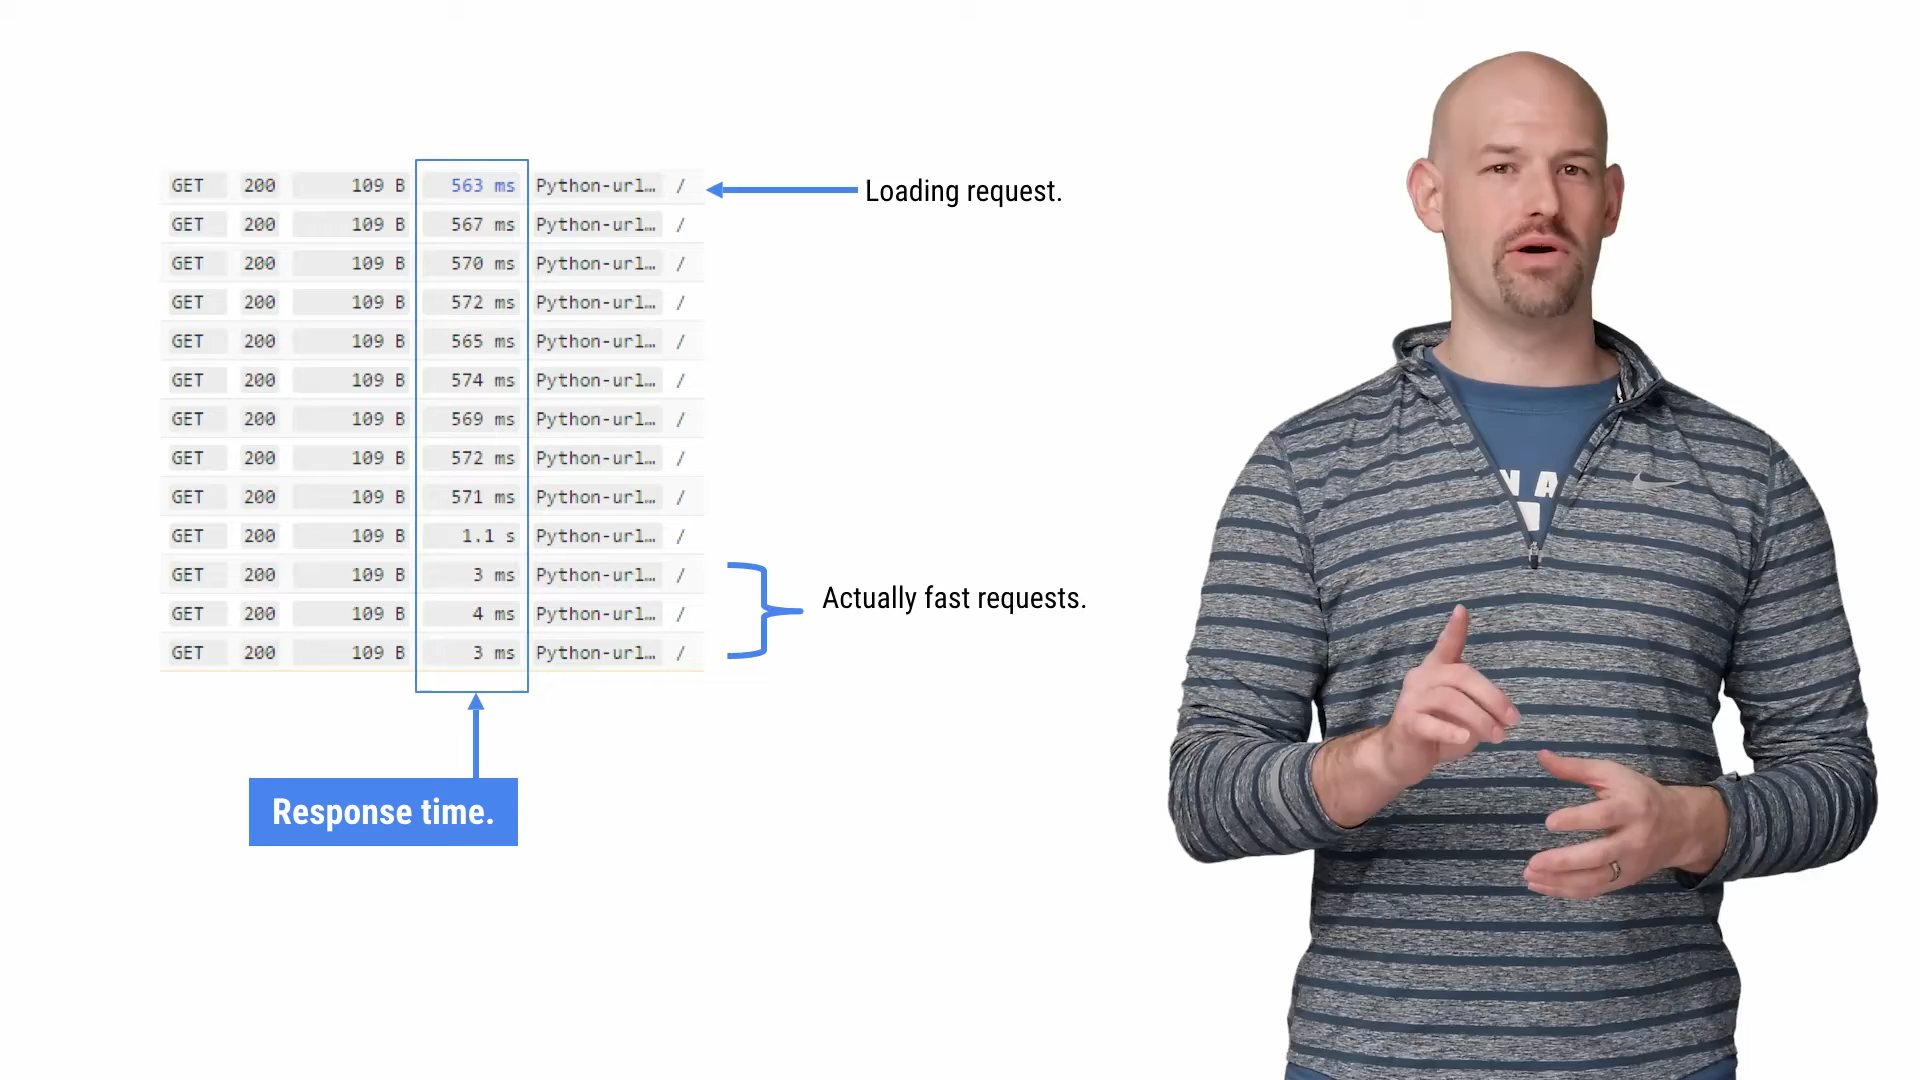 GET 200 109 B 563 ms Python-url… /
Loading request.
GET 200 109 B 567 ms Python-url… /
GET 200 109 B 570 ms Python-url… /
GET 200 109 B 572 ms Python-url… /
GET 200 109 B 565 ms Python-url… /
GET 200 109 B 574 ms Python-url… /
GET 200 109 B 569 ms Python-url… /
GET 200 109 B 572 ms Python-url… /
GET 200 109 B 571 ms Python-url… /
GET 200 109 B 1.1 s Python-url… /
GET 200 109 B 3 ms Python-url… /
GET 200 109 B 4 ms Python-url… /
GET 200 109 B 3 ms Python-url… /
Actually fast requests.
Response time.